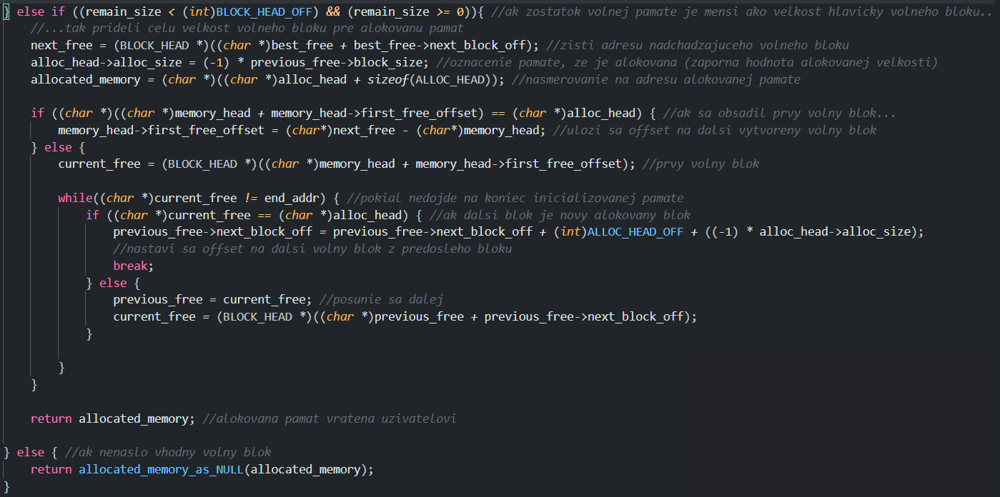 } else if ((remain_size < (int)BLOCK_HEAD_OFF) && (remain_size >= 0)){ //ak zostatok volnej pamate je mensi ako velkost hlavicky volneho bloku...
    //...tak prideli celu velkost volneho bloku pre alokovanu pamat
    next_free = (BLOCK_HEAD *)((char *)best_free + best_free->next_block_off); //zisti adresu nadchadzajuceho volneho bloku
    alloc_head->alloc_size = (-1) * previous_free->block_size; //oznacenie pamate, ze je alokovana (zaporna hodnota alokovanej velkosti)
    allocated_memory = (char *)((char *)alloc_head + sizeof(ALLOC_HEAD)); //nasmerovanie na adresu alokovanej pamate

    if ((char *)((char *)memory_head + memory_head->first_free_offset) == (char *)alloc_head) { //ak sa obsadil prvy volny blok...
        memory_head->first_free_offset = (char*)next_free - (char*)memory_head; //ulozi sa offset na dalsi vytvoreny volny blok
    } else {
        current_free = (BLOCK_HEAD *)((char *)memory_head + memory_head->first_free_offset); //prvy volny blok

        while((char *)current_free != end_addr) { //pokial nedojde na koniec inicializovanej pamate
            if ((char *)current_free == (char *)alloc_head) { //ak dalsi blok je novy alokovany blok
                previous_free->next_block_off = previous_free->next_block_off + (int)ALLOC_HEAD_OFF + ((-1) * alloc_head->alloc_size);
                //nastavi sa offset na dalsi volny blok z predosleho bloku
                break;
            } else {
                previous_free = current_free; //posunie sa dalej
                current_free = (BLOCK_HEAD *)((char *)previous_free + previous_free->next_block_off);
            }

        }
    }

    return allocated_memory; //alokovana pamat vratena uzivatelovi

} else { //ak nenaslo vhodny volny blok
    return allocated_memory_as_NULL(allocated_memory);
}